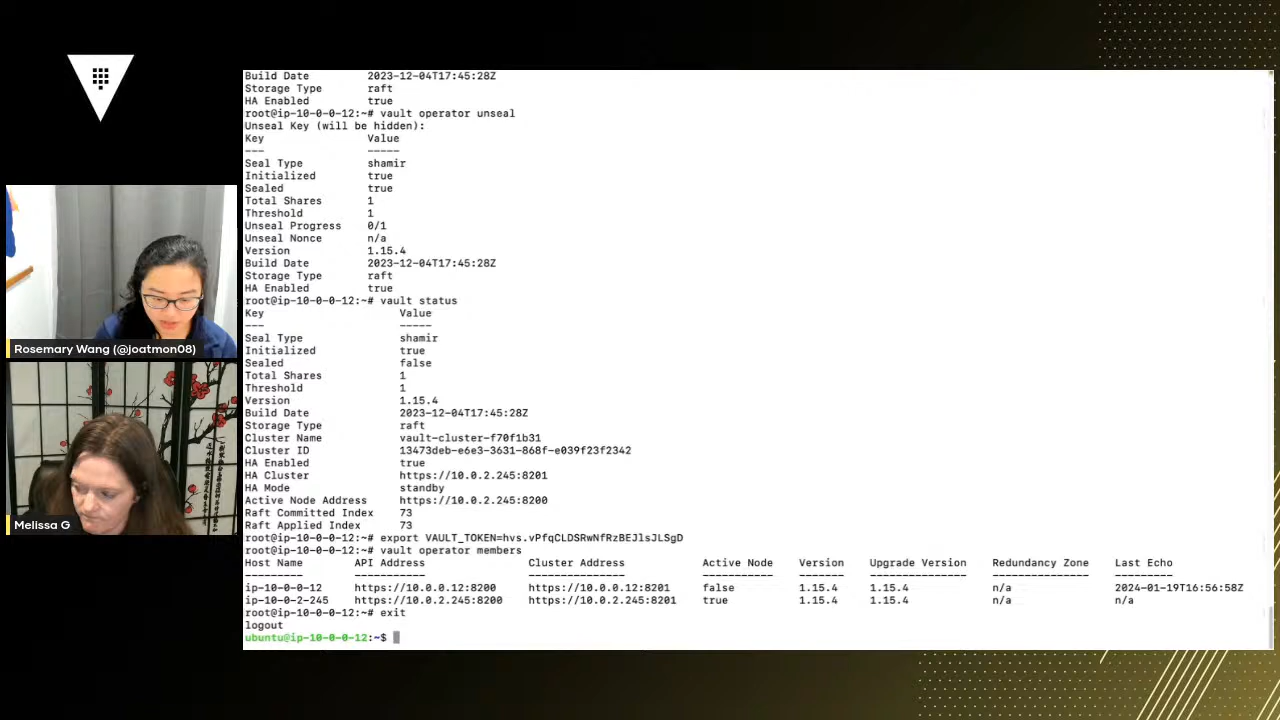 Build Date 2023-12-04T17:45:28Z
Storage Type raft
HA Enabled true
root@ip-10-0-0-12:~# vault operator unseal
Unseal Key (will be hidden):
Key Value
--- -----
Seal Type shamir
Initialized true
Sealed true
Total Shares 1
Threshold 1
Unseal Progress 0/1
Unseal Nonce n/a
Version 1.15.4
Build Date 2023-12-04T17:45:28Z
Storage Type raft
HA Enabled true
root@ip-10-0-0-12:~# vault status
Key Value
--- -----
Seal Type shamir
Initialized true
Sealed false
Total Shares 1
Threshold 1
Version 1.15.4
Build Date 2023-12-04T17:45:28Z
Storage Type raft
Cluster Name vault-cluster-f70f1b31
Cluster ID 13473deb-e6e3-3631-868f-e039f23f2342
HA Enabled true
HA Cluster https://10.0.2.245:8201
HA Mode standby
Active Node Address https://10.0.2.245:8200
Raft Committed Index 73
Raft Applied Index 73
root@ip-10-0-0-12:~# export VAULT_TOKEN=hvs.vPfqCLDSRwNfRzBEJlsJLSgD
root@ip-10-0-0-12:~# vault operator members
Host Name API Address Cluster Address Active Node Version Upgrade Version Redundancy Zone Last Echo
--------- ----------- --------------- ----------- ------- --------------- --------------- ---------
ip-10-0-0-12 https://10.0.0.12:8200 https://10.0.0.12:8201 false 1.15.4 1.15.4 n/a 2024-01-19T16:56:58Z
ip-10-0-2-245 https://10.0.2.245:8200 https://10.0.2.245:8201 true 1.15.4 1.15.4 n/a n/a
root@ip-10-0-0-12:~# exit
logout
ubuntu@ip-10-0-0-12:~$
Rosemary Wang (@joatmon08)
Melissa G